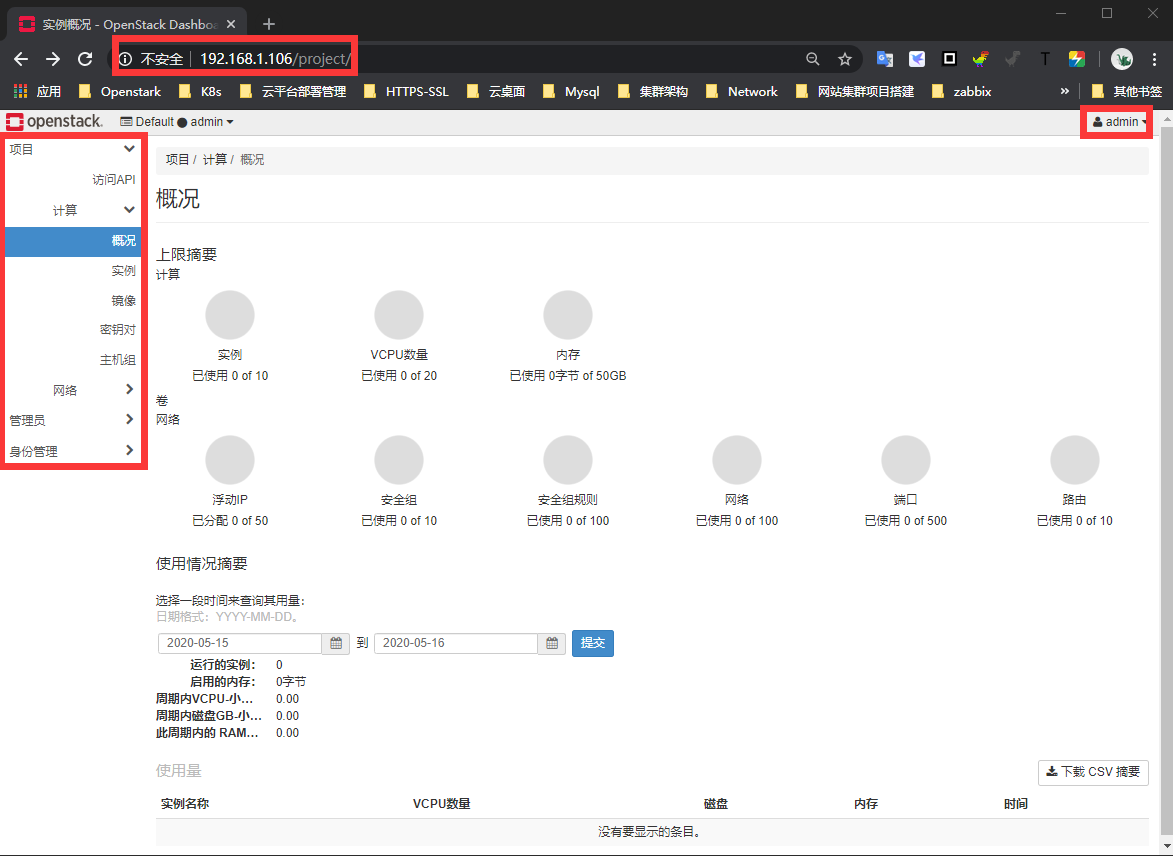 实例概况 - OpenStack Dashboa
不安全 192.168.1.106/project/
应用 Openstark K8s 云平台部署管理 HTTPS-SSL 云桌面 Mysql 集群架构 Network 网站集群项目搭建 zabbix » 其他书签
openstack. Default ● admin admin
项目
访问API
计算
概况
实例
镜像
密钥对
主机组
网络
管理员
身份管理
项目 / 计算 / 概况
概况
上限摘要
计算
实例 VCPU数量 内存
已使用 0 of 10 已使用 0 of 20 已使用 0字节 of 50GB
卷
网络
浮动IP 安全组 安全组规则 网络 端口 路由
已分配 0 of 50 已使用 0 of 10 已使用 0 of 100 已使用 0 of 100 已使用 0 of 500 已使用 0 of 10
使用情况摘要
选择一段时间来查询其用量：
日期格式：YYYY-MM-DD。
2020-05-15 到 2020-05-16 提交
运行的实例： 0
启用的内存： 0字节
周期内VCPU-小... 0.00
周期内磁盘GB-小... 0.00
此周期内的 RAM... 0.00
使用量 下载 CSV 摘要
实例名称 VCPU数量 磁盘 内存 时间
没有要显示的条目。